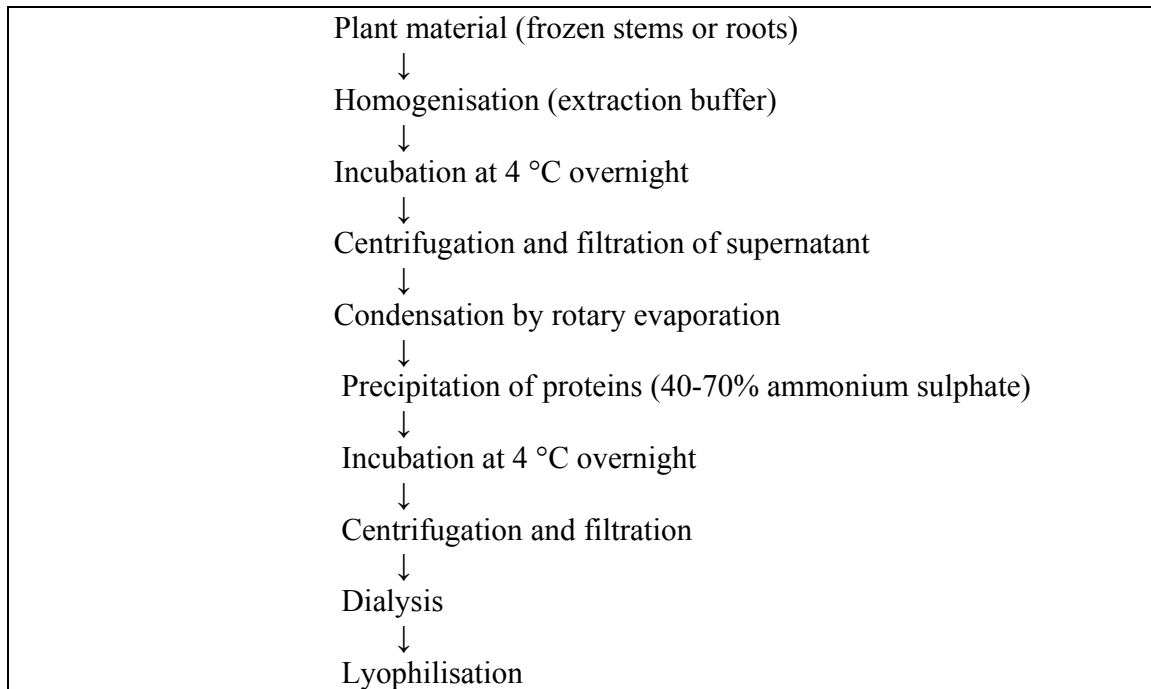 Plant material (frozen stems or roots)
↓
Homogenisation (extraction buffer)
↓
Incubation at 4 °C overnight
↓
Centrifugation and filtration of supernatant
↓
Condensation by rotary evaporation
↓
Precipitation of proteins (40-70% ammonium sulphate)
↓
Incubation at 4 °C overnight
↓
Centrifugation and filtration
↓
Dialysis
↓
Lyophilisation